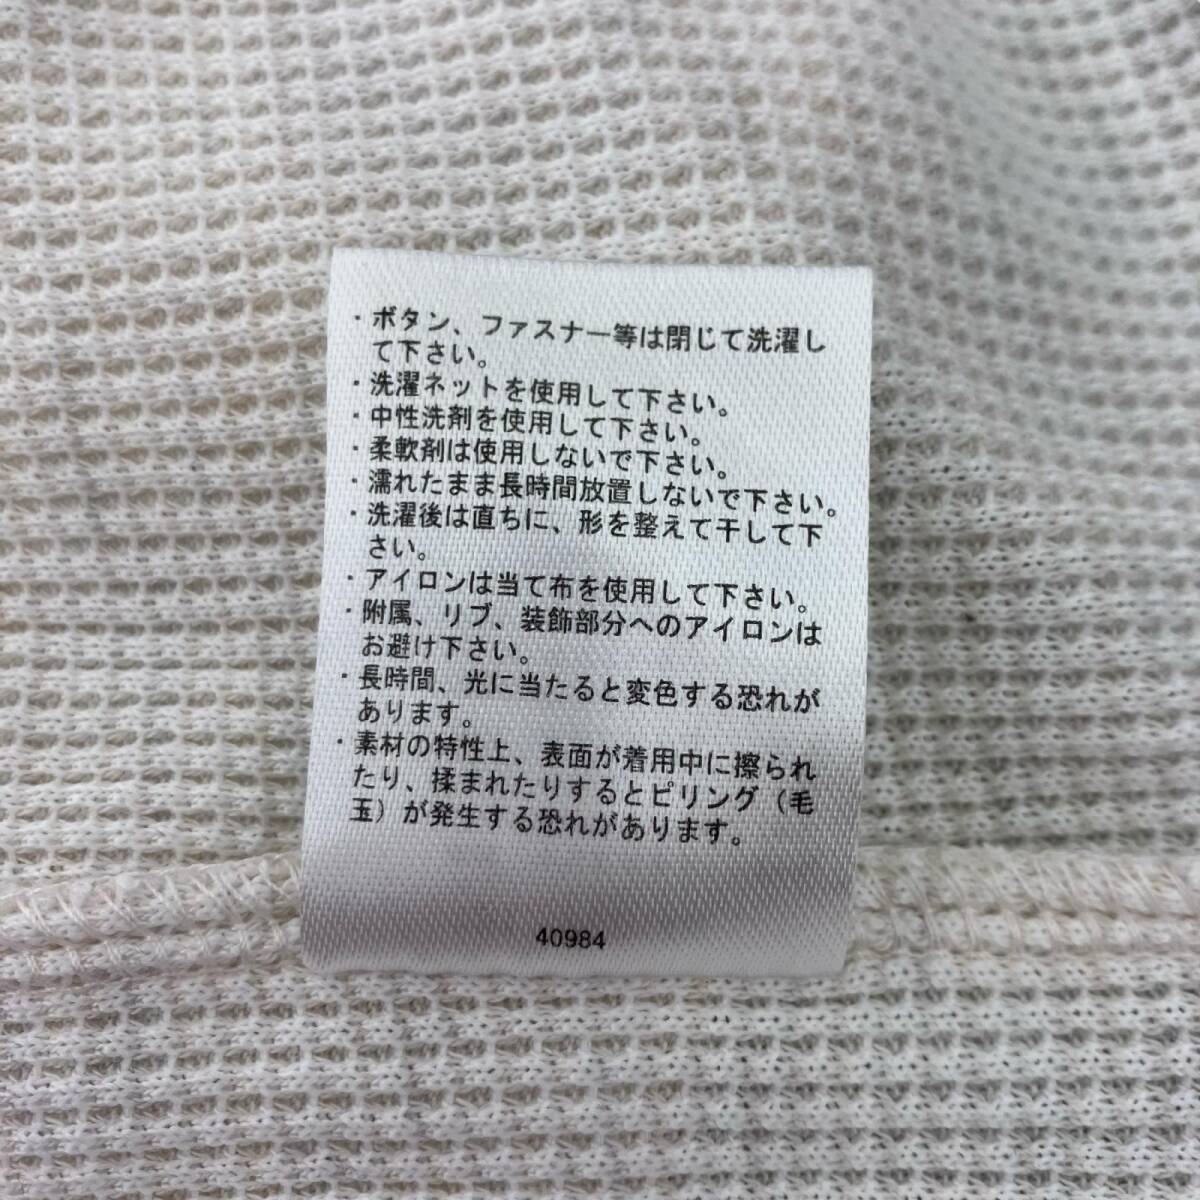 ・ボタン、ファスナー等は閉じて洗濯し
て下さい。
・洗濯ネットを使用して下さい。
・中性洗剤を使用して下さい。
・柔軟剤は使用しないで下さい。
・濡れたまま長時間放置しないで下さい。
・洗濯後は直ちに、形を整えて干して下
さい。
・アイロンは当て布を使用して下さい。
・附属、リブ、装飾部分へのアイロンは
お避け下さい。
・長時間、光に当たると変色する恐れが
あります。
・素材の特性上、表面が着用中に擦られ
たり、揉まれたりするとピリング（毛
玉）が発生する恐れがあります。
40984